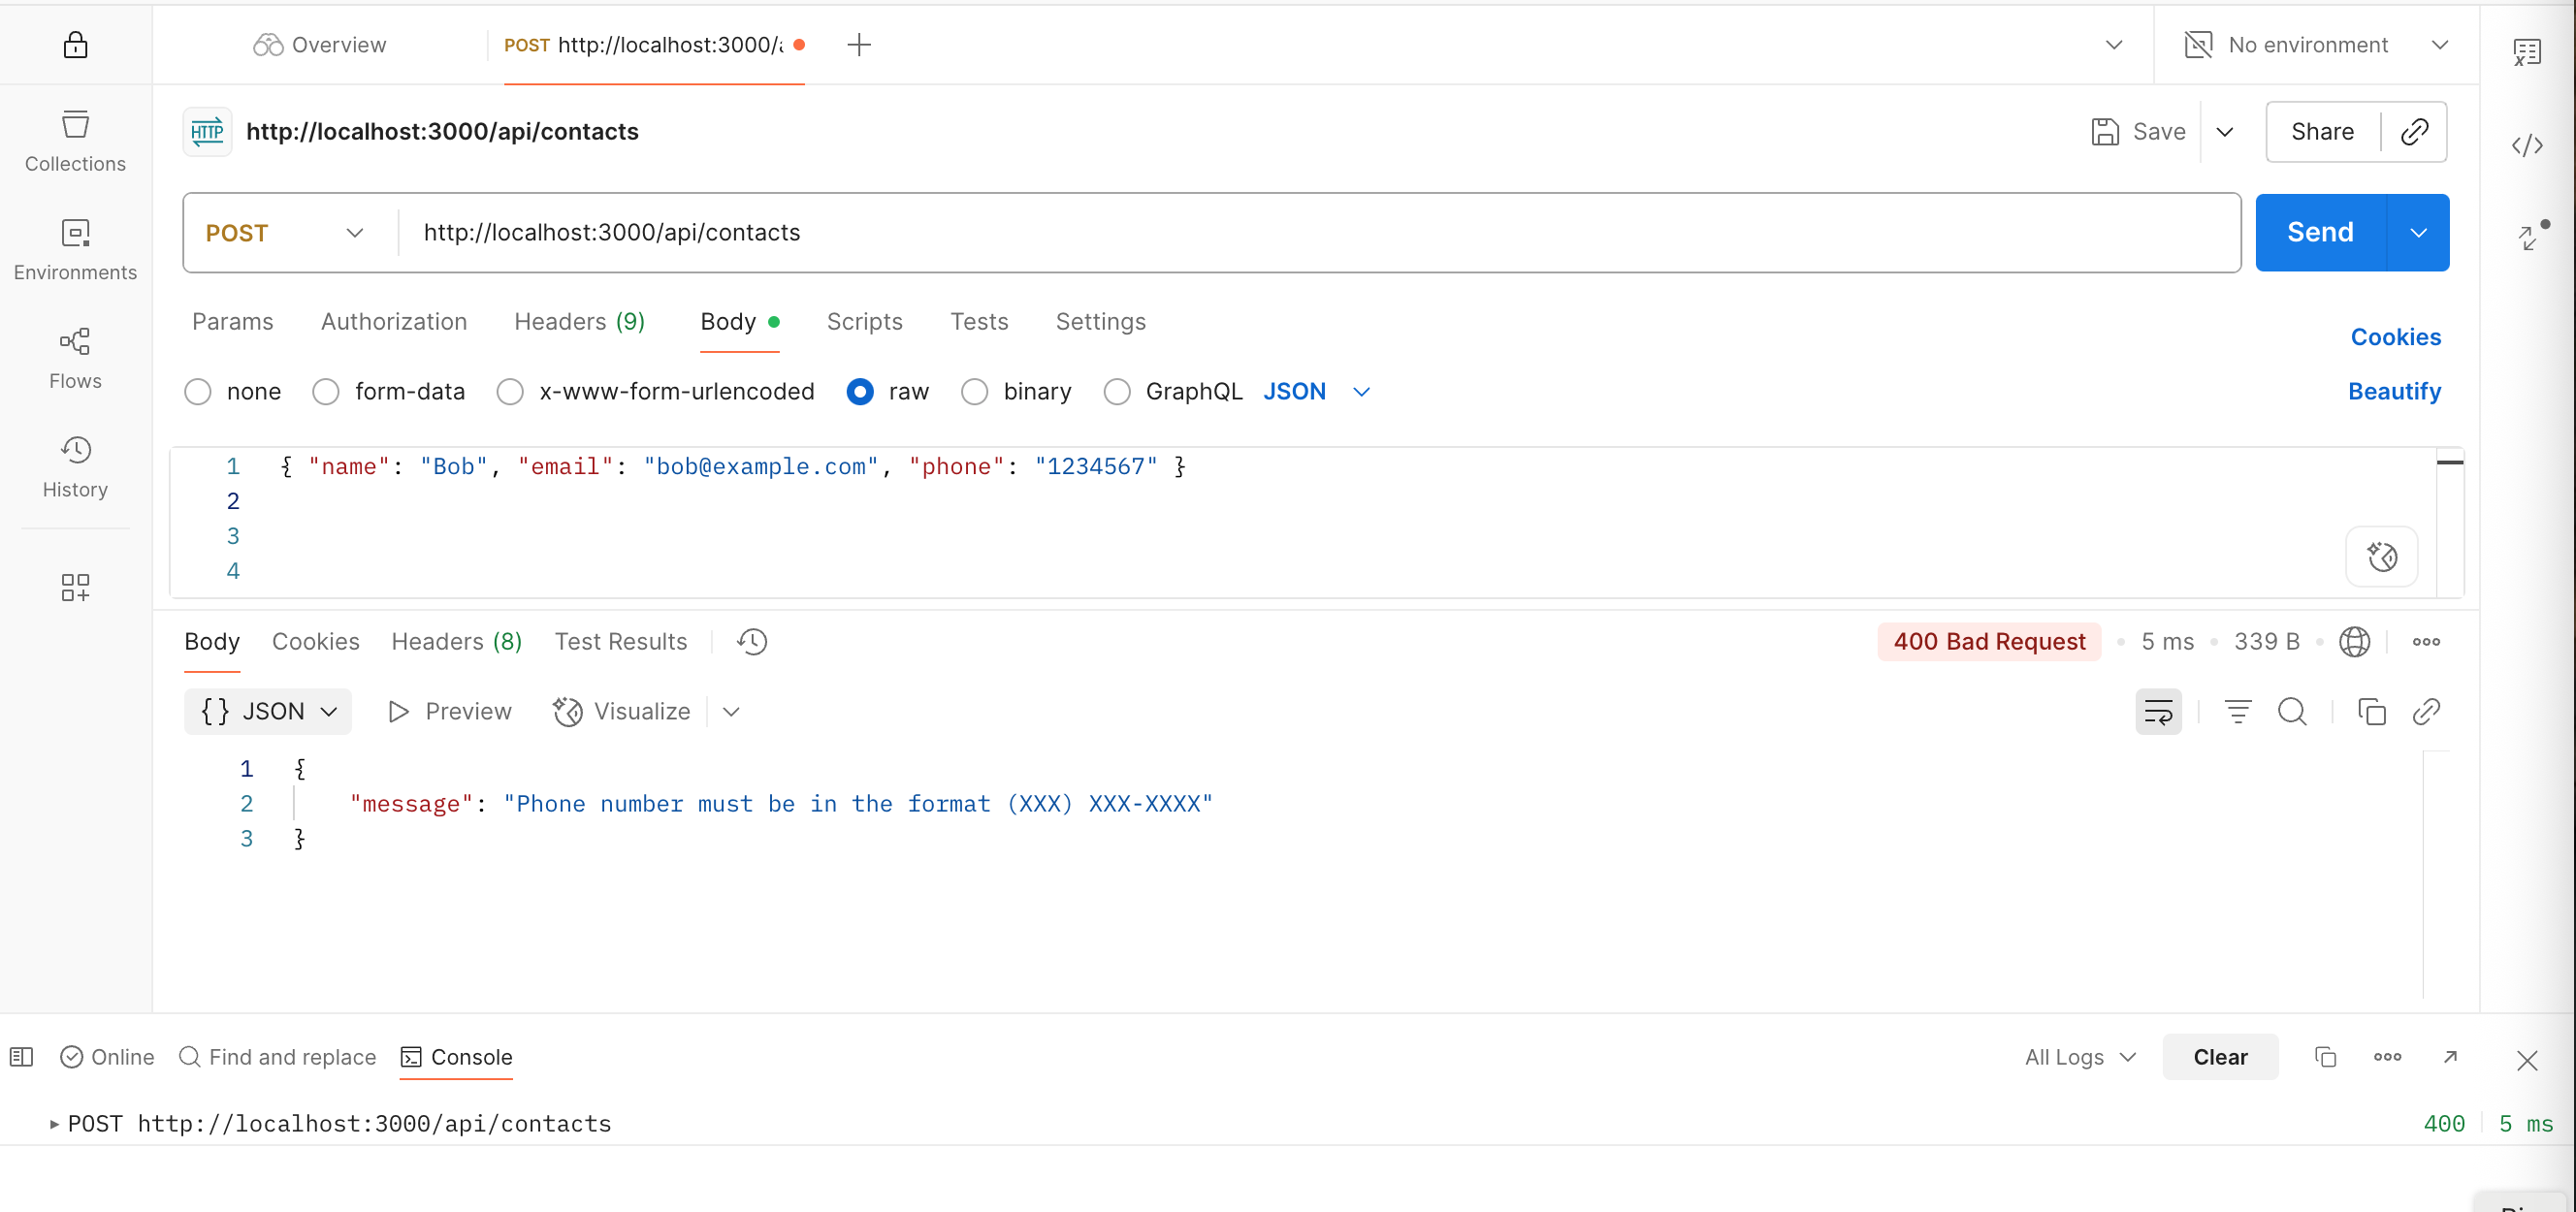 Overview
POST http://localhost:3000/
No environment
HTTP http://localhost:3000/api/contacts
Save
Share
Collections
POST
http://localhost:3000/api/contacts
Send
Environments
Params
Authorization
Headers (9)
Body
Scripts
Tests
Settings
Cookies
Flows
none
form-data
x-www-form-urlencoded
raw
binary
GraphQL
JSON
Beautify
History
1 { "name": "Bob", "email": "bob@example.com", "phone": "1234567" }
2
3
4
Body
Cookies
Headers (8)
Test Results
400 Bad Request
5 ms
339 B
{} JSON
Preview
Visualize
1 {
2 "message": "Phone number must be in the format (XXX) XXX-XXXX"
3 }
Online
Find and replace
Console
All Logs
Clear
POST http://localhost:3000/api/contacts
400
5 ms